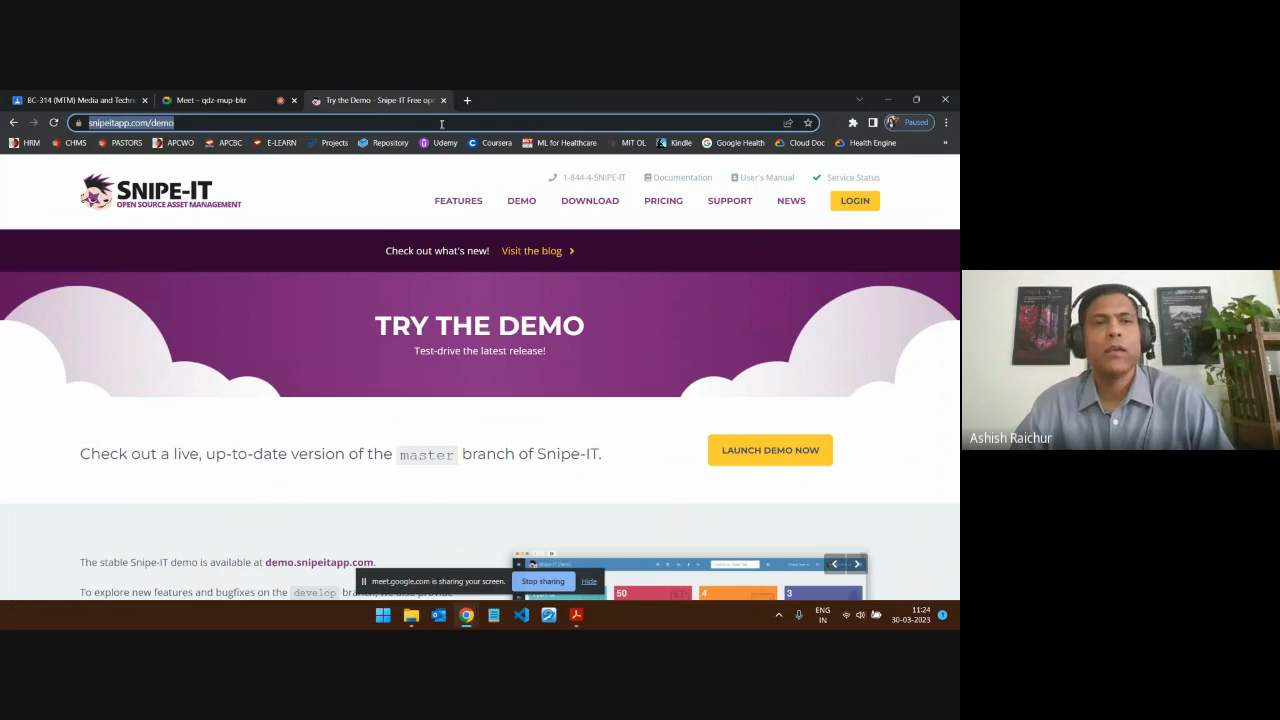 BC-314 (MTM) Media and Techn
Meet – qdz-mup-bkr
Try the Demo - Snipe-IT Free ope
snipeitapp.com/demo
Paused
HRM
CHMS
PASTORS
APCWO
APCBC
E-LEARN
Projects
Repository
Udemy
Coursera
ML for Healthcare
MIT OL
Kindle
Google Health
Cloud Doc
Health Engine
»
SNIPE-IT
OPEN SOURCE ASSET MANAGEMENT
1-844-4-SNIPE-IT
Documentation
User's Manual
Service Status
FEATURES
DEMO
DOWNLOAD
PRICING
SUPPORT
NEWS
LOGIN
Check out what's new! Visit the blog
TRY THE DEMO
Test-drive the latest release!
Check out a live, up-to-date version of the master branch of Snipe-IT.
LAUNCH DEMO NOW
The stable Snipe-IT demo is available at demo.snipeitapp.com.
To explore new features and bugfixes on the develop branch, we also provide
50
4
3
meet.google.com is sharing your screen.
Stop sharing
Hide
ENG
IN
11:24
30-03-2023
Ashish Raichur